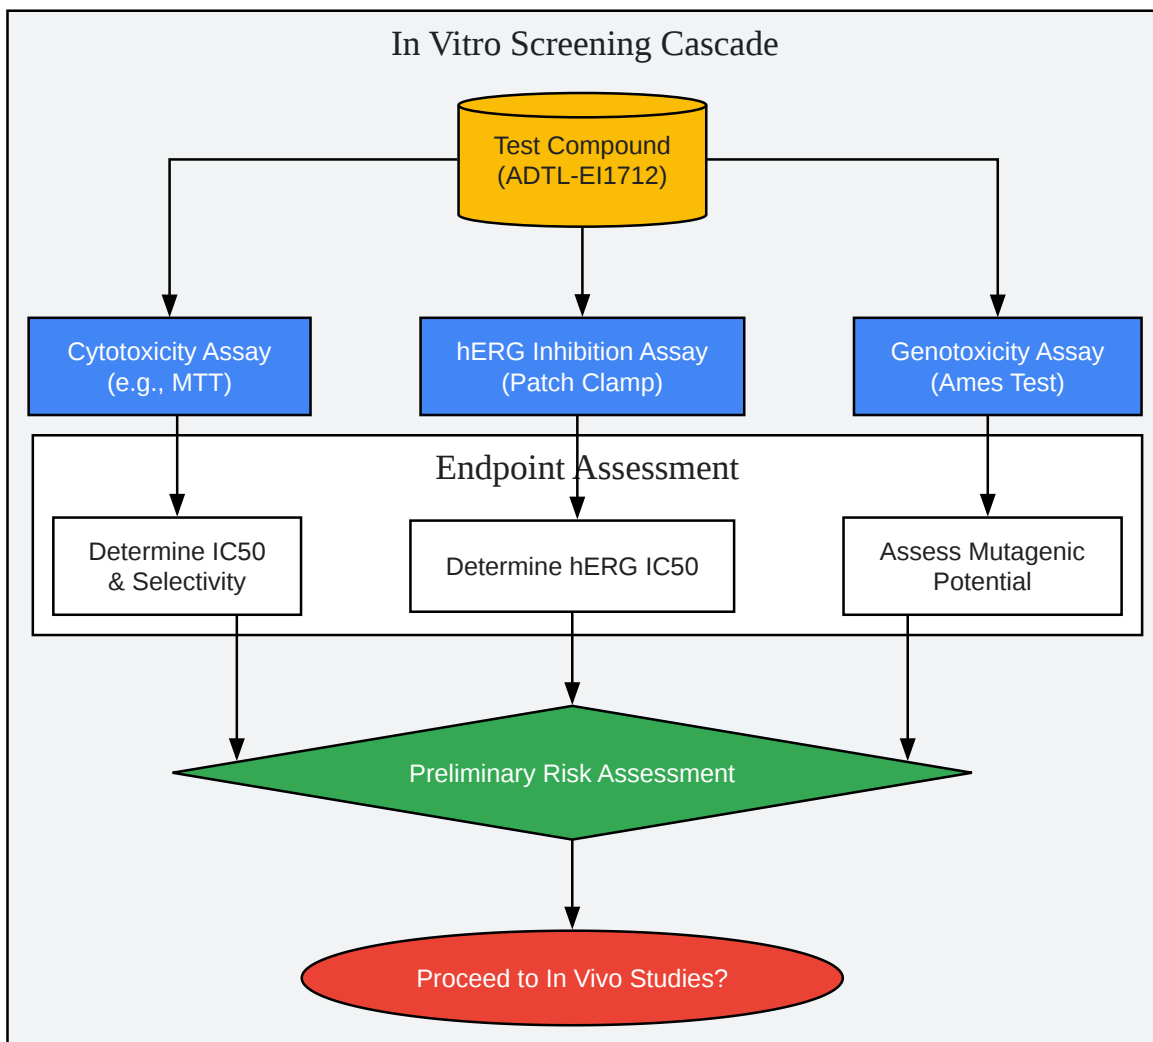 In Vitro Screening Cascade
Test Compound
(ADTL-EI1712)
Cytotoxicity Assay
(e.g., MTT)
hERG Inhibition Assay
(Patch Clamp)
Genotoxicity Assay
(Ames Test)
Endpoint Assessment
Determine IC50
& Selectivity
Determine hERG IC50
Assess Mutagenic
Potential
Preliminary Risk Assessment
Proceed to In Vivo Studies?